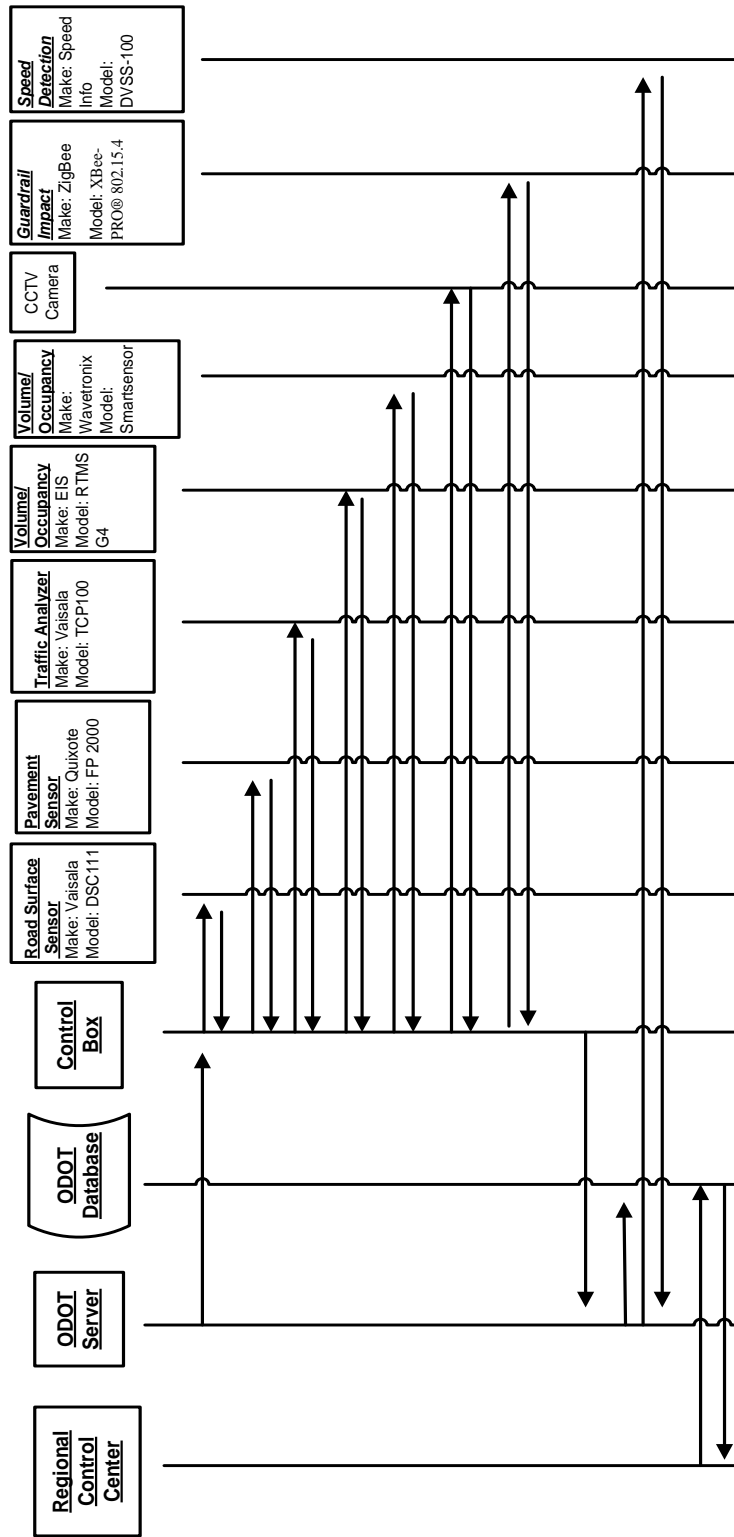 Regional
Control
Center
ODOT
Server
ODOT
Database
Control
Box
Road Surface
Sensor
Make: Vaisala
Model: DSC111
Pavement
Sensor
Make: Quixote
Model: FP 2000
Traffic Analyzer
Make: Vaisala
Model: TCP100
Volume/
Occupancy
Make: EIS
Model: RTMS
G4
Volume/
Occupancy
Make:
Wavetronix
Model:
Smartsensor
CCTV
Camera
Guardrail
Impact
Make: ZigBee
Model: XBee-
PRO® 802.15.4
Speed
Detection
Make: Speed
Info
Model:
DVSS-100